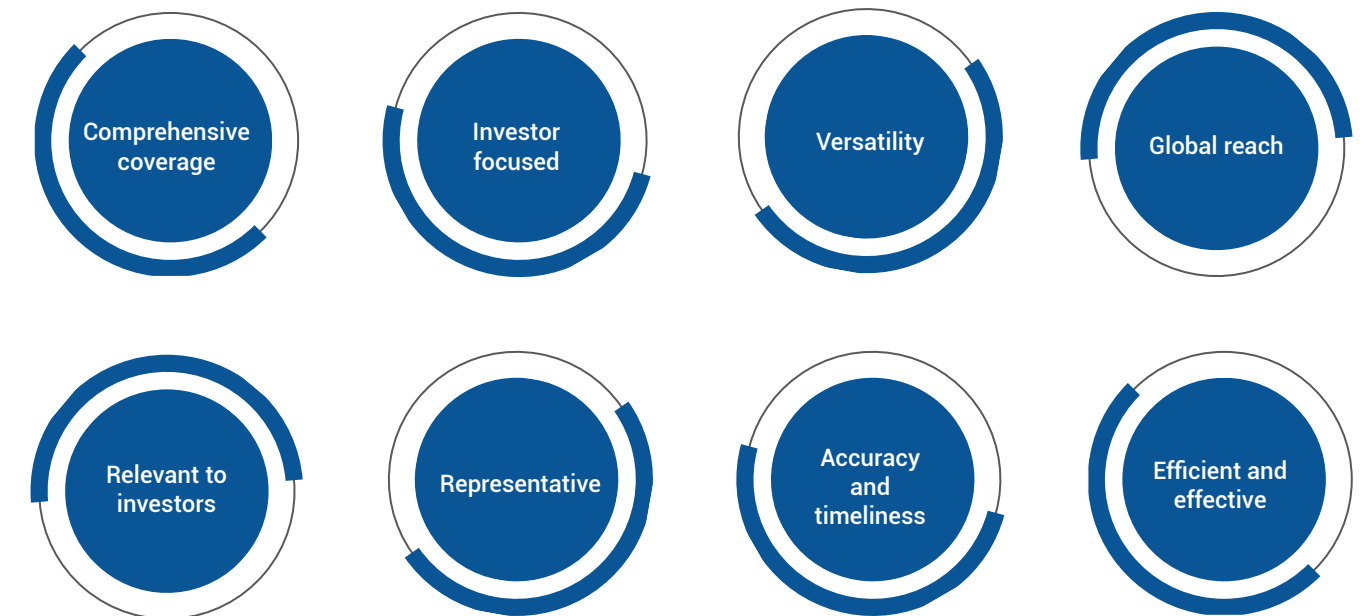 Comprehensive
coverage
Investor
focused
Versatility
Global reach
Relevant to
investors
Representative
Accuracy
and
timeliness
Efficient and
effective